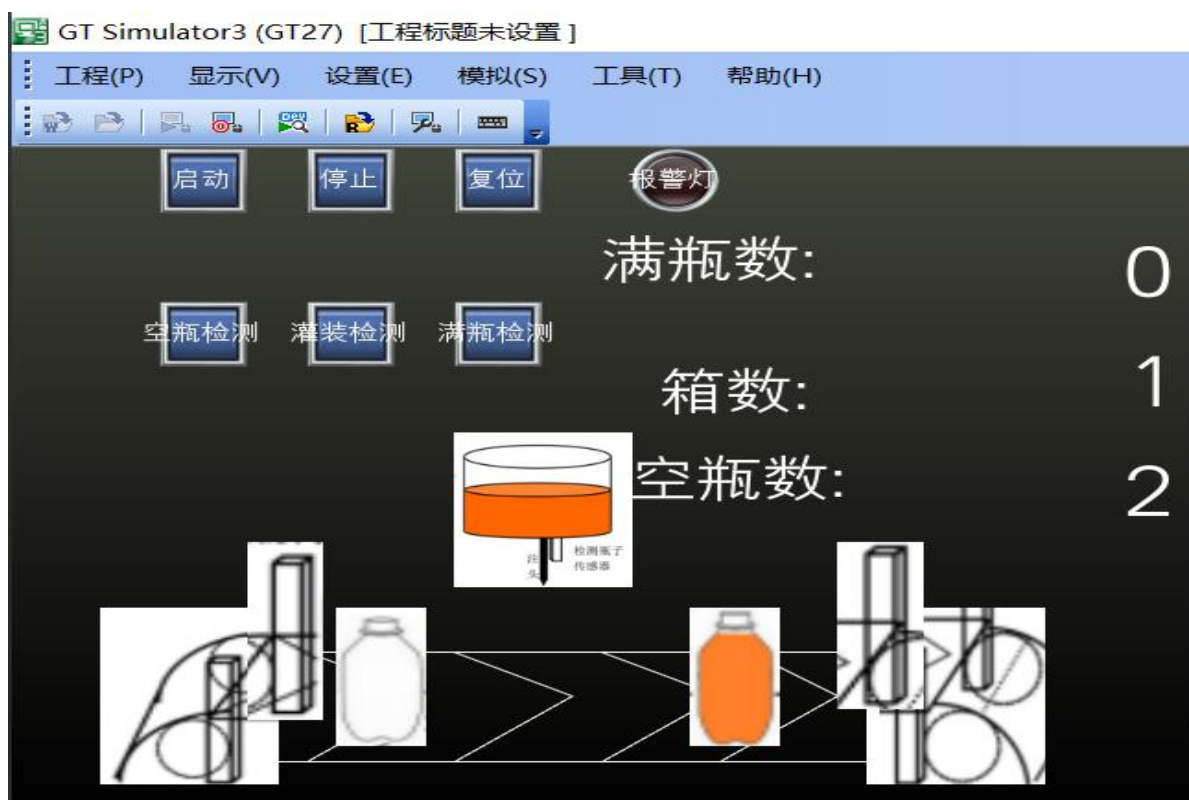 GT Simulator3 (GT27) [工程标题未设置 ]
工程(P) 显示(V) 设置(E) 模拟(S) 工具(T) 帮助(H)
启动 停止 复位 报警灯
满瓶数: 0
空瓶检测 灌装检测 满瓶检测
箱数: 1
空瓶数: 2
注头
检测瓶子
传感器